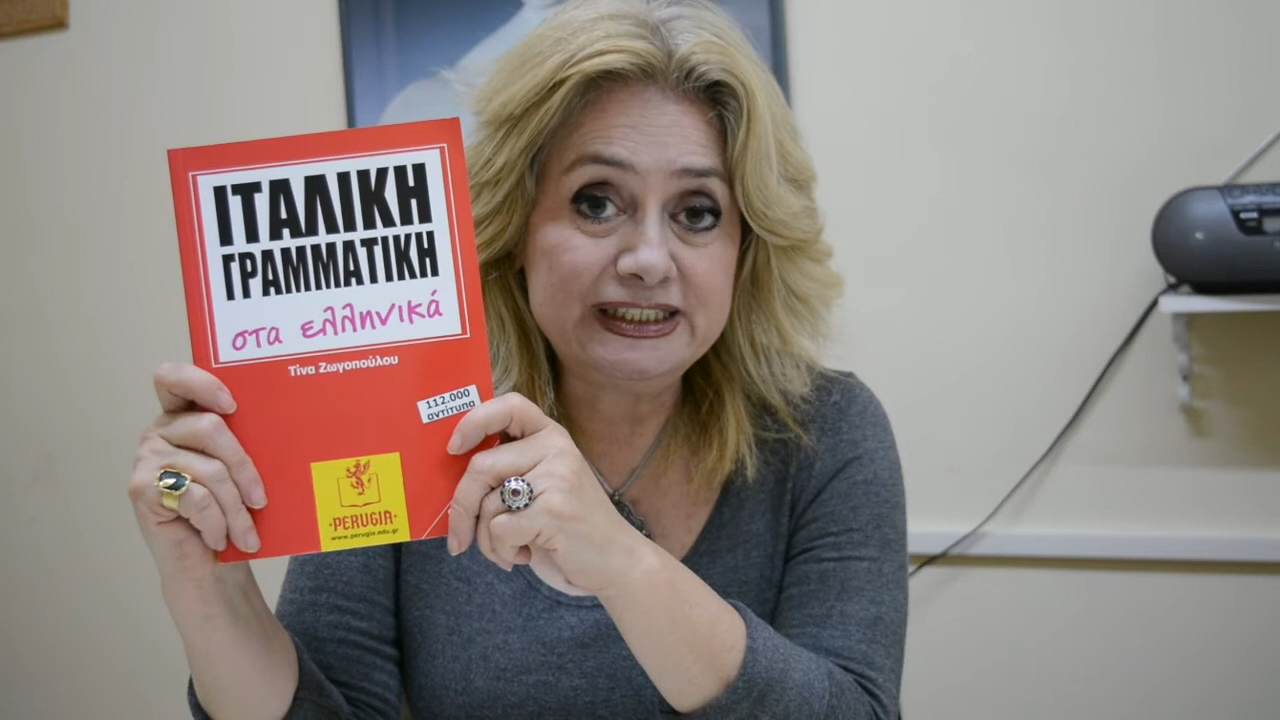 ΙΤΑΛΙΚΗ
ΓΡΑΜΜΑΤΙΚΗ
στα ελληνικά
Τίνα Ζωγοπούλου
112.000
αντίτυπα
·PERUGIA·
www.perugia.edu.gr